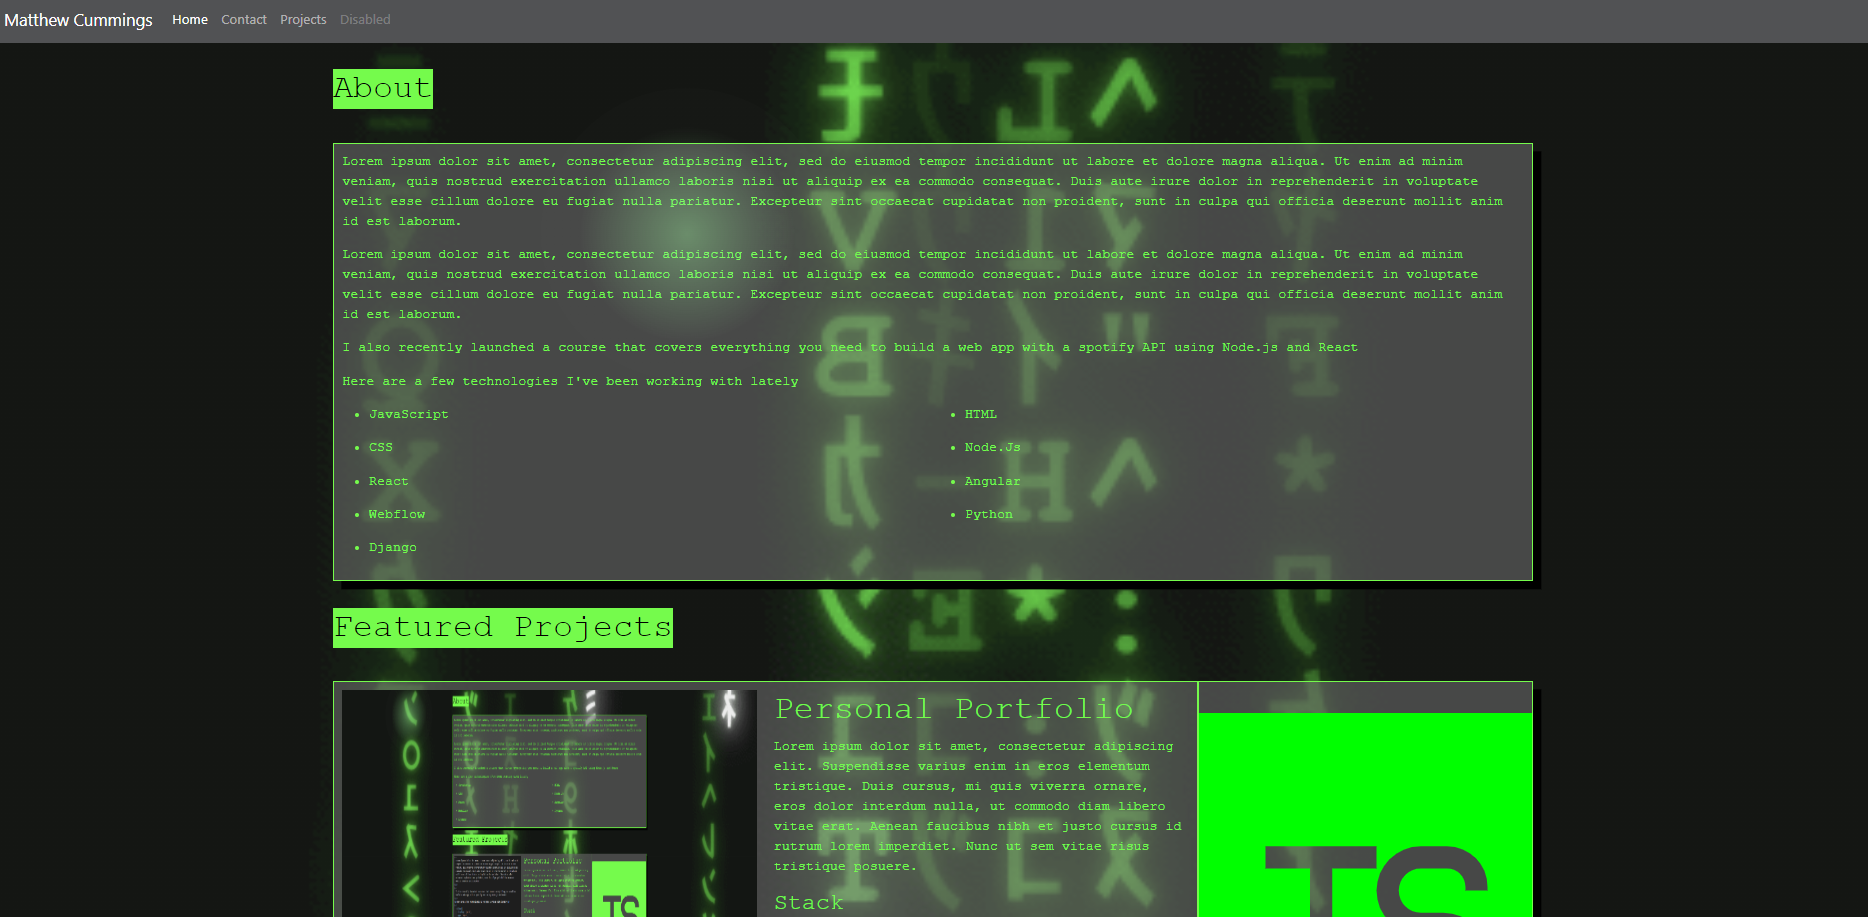 Matthew Cummings Home Contact Projects Disabled
About
Lorem ipsum dolor sit amet, consectetur adipiscing elit, sed do eiusmod tempor incididunt ut labore et dolore magna aliqua. Ut enim ad minim
veniam, quis nostrud exercitation ullamco laboris nisi ut aliquip ex ea commodo consequat. Duis aute irure dolor in reprehenderit in voluptate
velit esse cillum dolore eu fugiat nulla pariatur. Excepteur sint occaecat cupidatat non proident, sunt in culpa qui officia deserunt mollit anim
id est laborum.
Lorem ipsum dolor sit amet, consectetur adipiscing elit, sed do eiusmod tempor incididunt ut labore et dolore magna aliqua. Ut enim ad minim
veniam, quis nostrud exercitation ullamco laboris nisi ut aliquip ex ea commodo consequat. Duis aute irure dolor in reprehenderit in voluptate
velit esse cillum dolore eu fugiat nulla pariatur. Excepteur sint occaecat cupidatat non proident, sunt in culpa qui officia deserunt mollit anim
id est laborum.
I also recently launched a course that covers everything you need to build a web app with a spotify API using Node.js and React
Here are a few technologies I've been working with lately
• JavaScript
• CSS
• React
• Webflow
• Django
• HTML
• Node.Js
• Angular
• Python
Featured Projects
About
Featured Projects
Personal Portfolio
TS
Personal Portfolio
Lorem ipsum dolor sit amet, consectetur adipiscing
elit. Suspendisse varius enim in eros elementum
tristique. Duis cursus, mi quis viverra ornare,
eros dolor interdum nulla, ut commodo diam libero
vitae erat. Aenean faucibus nibh et justo cursus id
rutrum lorem imperdiet. Nunc ut sem vitae risus
tristique posuere.
Stack
TS